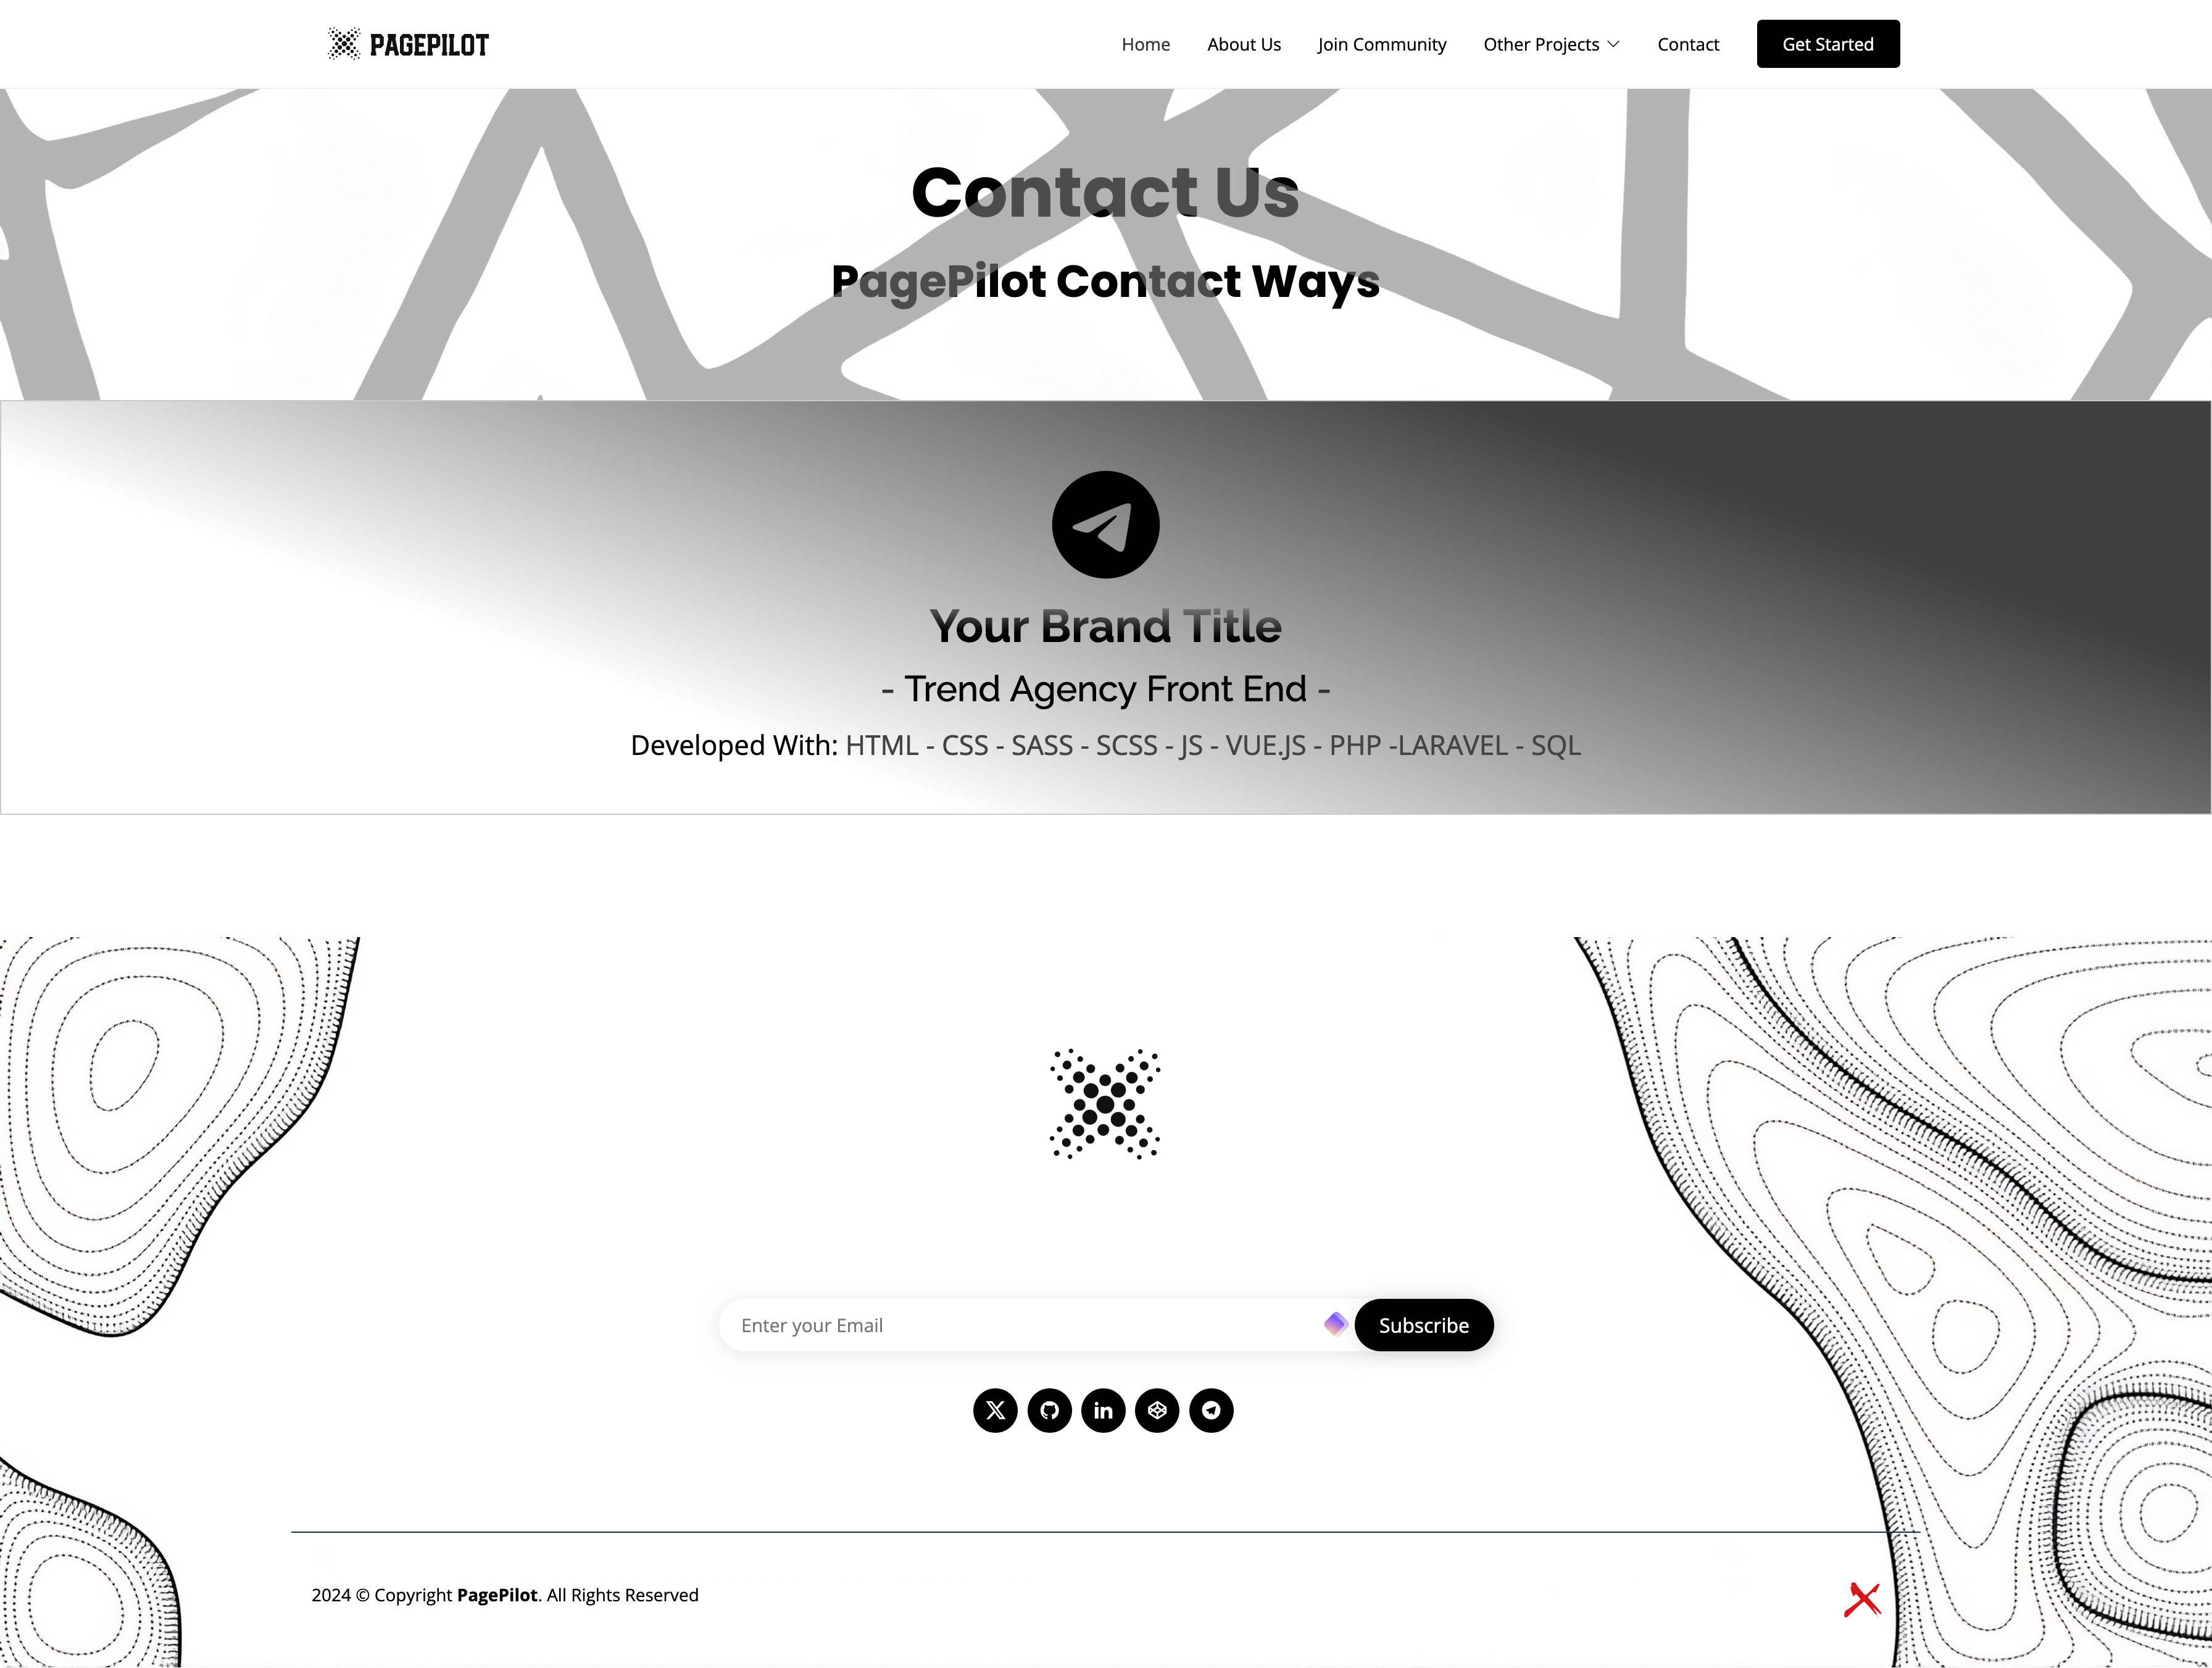 PAGEPILOT
Home About Us Join Community Other Projects Contact Get Started
Contact Us
PagePilot Contact Ways
Your Brand Title
- Trend Agency Front End -
Developed With: HTML - CSS - SASS - SCSS - JS - VUE.JS - PHP -LARAVEL - SQL
Enter your Email Subscribe
2024 © Copyright PagePilot. All Rights Reserved